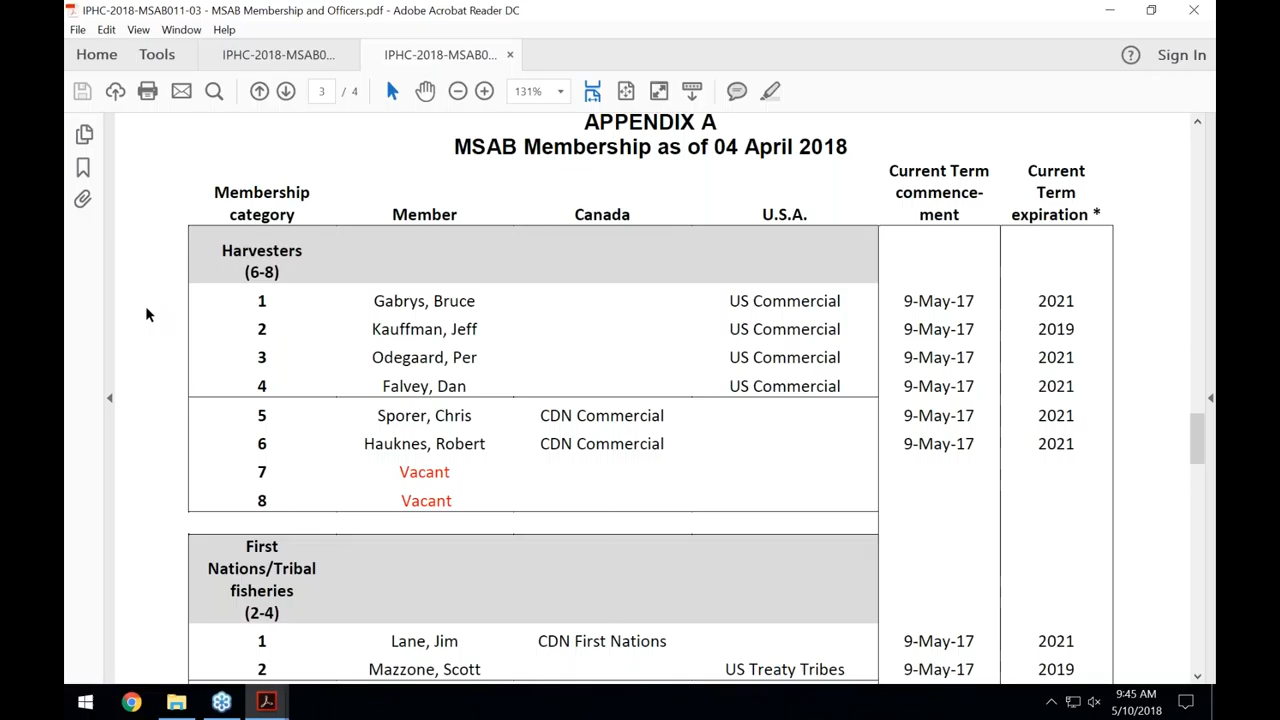 IPHC-2018-MSAB011-03 - MSAB Membership and Officers.pdf - Adobe Acrobat Reader DC
File Edit View Window Help
Home Tools IPHC-2018-MSAB0... IPHC-2018-MSAB0... × ? Sign In
3 / 4 131%
APPENDIX A
MSAB Membership as of 04 April 2018
Membership category Member Canada U.S.A. Current Term commence-ment Current Term expiration *
Harvesters
(6-8)
1 Gabrys, Bruce US Commercial 9-May-17 2021
2 Kauffman, Jeff US Commercial 9-May-17 2019
3 Odegaard, Per US Commercial 9-May-17 2021
4 Falvey, Dan US Commercial 9-May-17 2021
5 Sporer, Chris CDN Commercial 9-May-17 2021
6 Hauknes, Robert CDN Commercial 9-May-17 2021
7 Vacant
8 Vacant
First
Nations/Tribal
fisheries
(2-4)
1 Lane, Jim CDN First Nations 9-May-17 2021
2 Mazzone, Scott US Treaty Tribes 9-May-17 2019
9:45 AM
5/10/2018